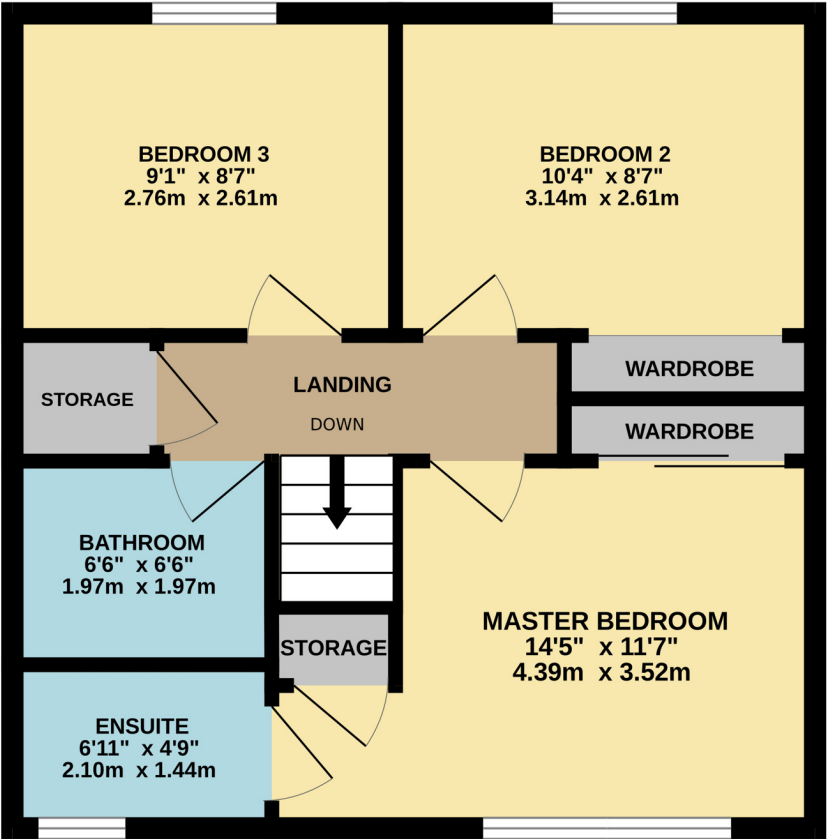 BEDROOM 3
9'1" x 8'7"
2.76m x 2.61m
BEDROOM 2
10'4" x 8'7"
3.14m x 2.61m
STORAGE
LANDING
DOWN
WARDROBE
WARDROBE
BATHROOM
6'6" x 6'6"
1.97m x 1.97m
STORAGE
MASTER BEDROOM
14'5" x 11'7"
4.39m x 3.52m
ENSUITE
6'11" x 4'9"
2.10m x 1.44m